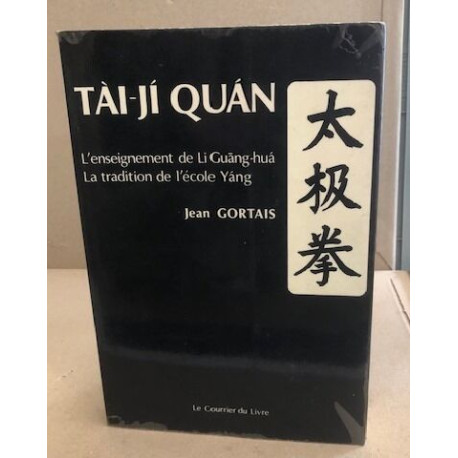 TÀI-JÍ QUÁN
L'enseignement de Li Guāng-huá
La tradition de l'école Yáng
Jean GORTAIS
太极拳
Le Courrier du Livre